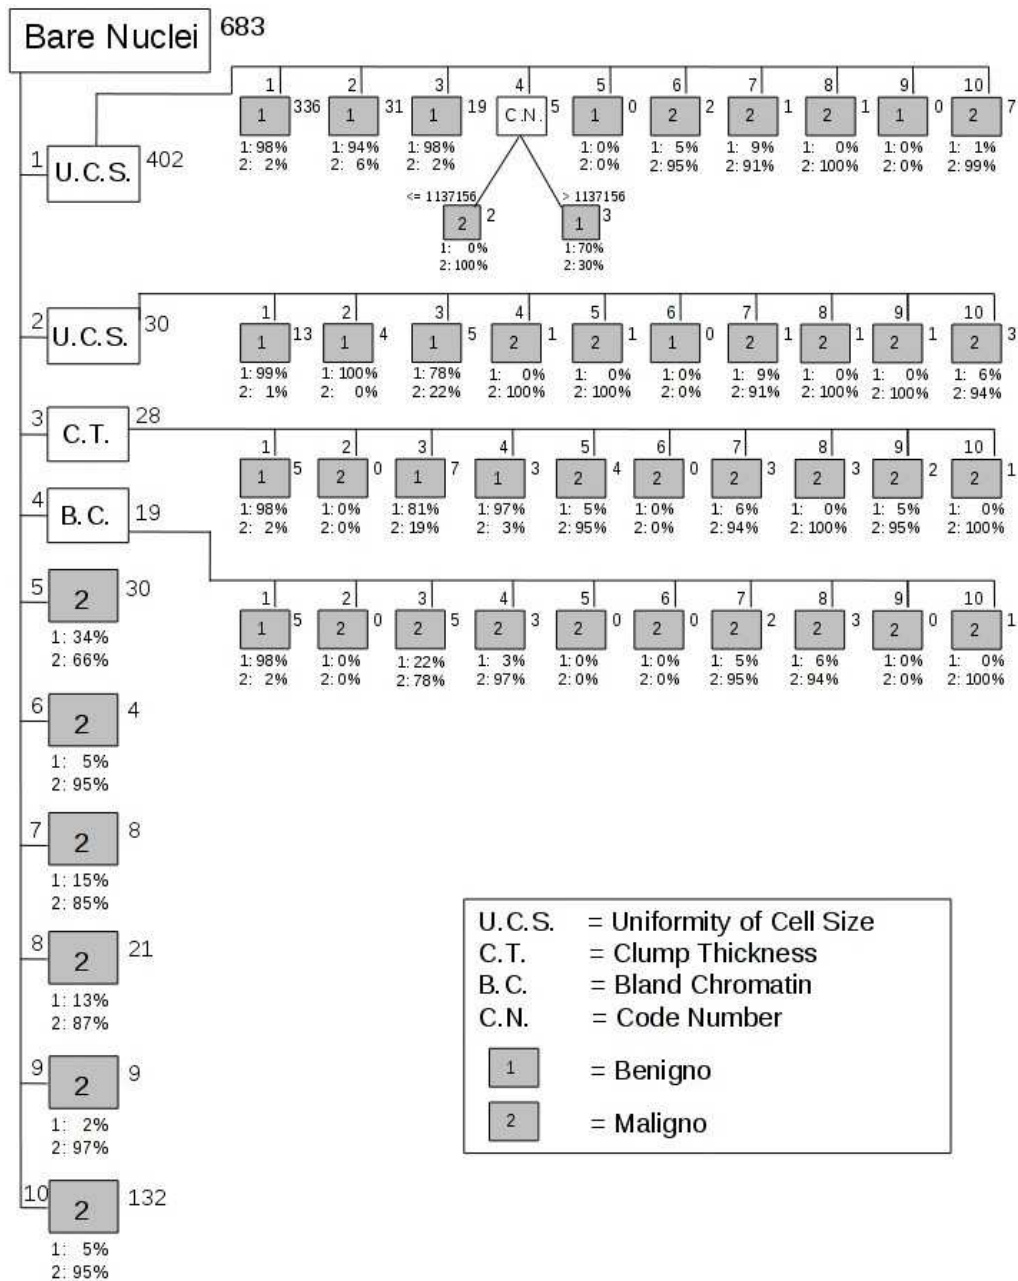 Bare Nuclei 683
1 2 3 4 5 6 7 8 9 10
1 336 1 31 1 19 C.N. 5 1 0 2 2 2 1 2 1 1 0 2 7
1: 98% 1: 94% 1: 98% 1: 0% 1: 5% 1: 9% 1: 0% 1: 0% 1: 1%
2: 2% 2: 6% 2: 2% 2: 0% 2: 95% 2: 91% 2: 100% 2: 0% 2: 99%
1 U.C.S. 402
<= 1137156 > 1137156
2 2 1 3
1: 0% 1: 70%
2: 100% 2: 30%
2 U.C.S. 30
1 2 3 4 5 6 7 8 9 10
1 13 1 4 1 5 2 1 2 1 1 0 2 1 2 1 2 1 2 3
1: 99% 1: 100% 1: 78% 1: 0% 1: 0% 1: 0% 1: 9% 1: 0% 1: 0% 1: 6%
2: 1% 2: 0% 2: 22% 2: 100% 2: 100% 2: 0% 2: 91% 2: 100% 2: 100% 2: 94%
3 C.T. 28
1 2 3 4 5 6 7 8 9 10
1 5 2 0 1 7 1 3 2 4 2 0 2 3 2 3 2 2 2 1
1: 98% 1: 0% 1: 81% 1: 97% 1: 5% 1: 0% 1: 6% 1: 0% 1: 5% 1: 0%
2: 2% 2: 0% 2: 19% 2: 3% 2: 95% 2: 0% 2: 94% 2: 100% 2: 95% 2: 100%
4 B.C. 19
1 2 3 4 5 6 7 8 9 10
1 5 2 0 2 5 2 3 2 0 2 0 2 2 2 3 2 0 2 1
1: 98% 1: 0% 1: 22% 1: 3% 1: 0% 1: 0% 1: 5% 1: 6% 1: 0% 1: 0%
2: 2% 2: 0% 2: 78% 2: 97% 2: 0% 2: 0% 2: 95% 2: 94% 2: 0% 2: 100%
5 2 30
1: 34%
2: 66%
6 2 4
1: 5%
2: 95%
7 2 8
1: 15%
2: 85%
8 2 21
1: 13%
2: 87%
9 2 9
1: 2%
2: 97%
10 2 132
1: 5%
2: 95%
U.C.S. = Uniformity of Cell Size
C.T. = Clump Thickness
B.C. = Bland Chromatin
C.N. = Code Number
1 = Benigno
2 = Maligno